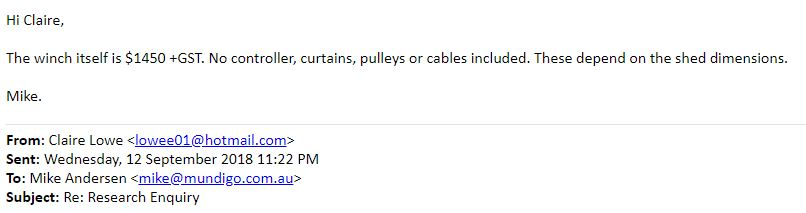 Hi Claire,
The winch itself is $1450 +GST. No controller, curtains, pulleys or cables included. These depend on the shed dimensions.
Mike.
From: Claire Lowe <lowee01@hotmail.com>
Sent: Wednesday, 12 September 2018 11:22 PM
To: Mike Andersen <mike@mundigo.com.au>
Subject: Re: Research Enquiry